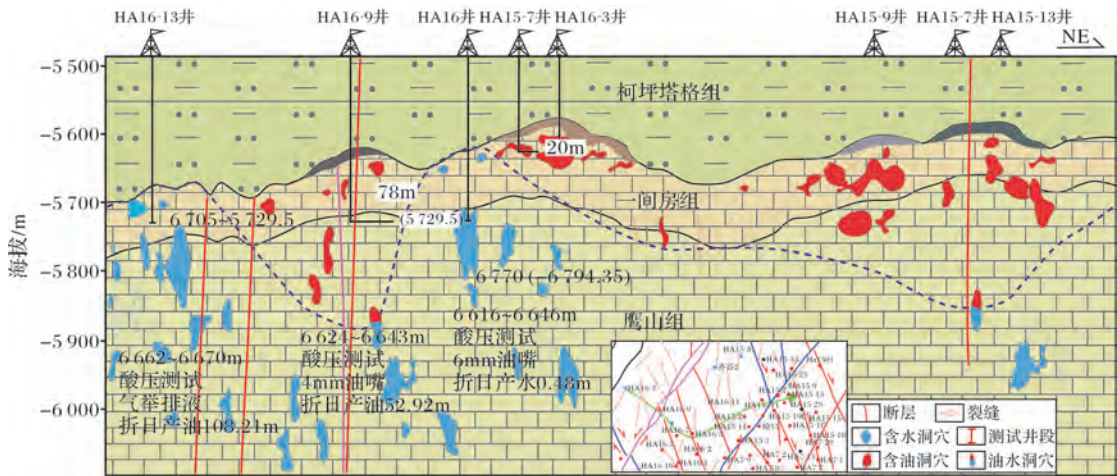 HA16-13井 HA16-9井 HA16井 HA15-7井 HA16-3井 HA15-9井 HA15-7井 HA15-13井
NE
-5 500
柯坪塔格组
-5 600
20m
78m
一间房组
-5 700
6 705~5 729.5
(5 729.5)
海拔/m
-5 800
6 770 (-6 794.35)
鹰山组
-5 900
6 662~6 670m
酸压测试
气举排液
折日产油108.21m
6 624~6 643m
酸压测试
4mm油嘴
折日产油52.92m
6 616~6 646m
酸压测试
6mm油嘴
折日产水0.48m
-6 000
断层 裂缝
含水洞穴 测试井段
含油洞穴 油水洞穴